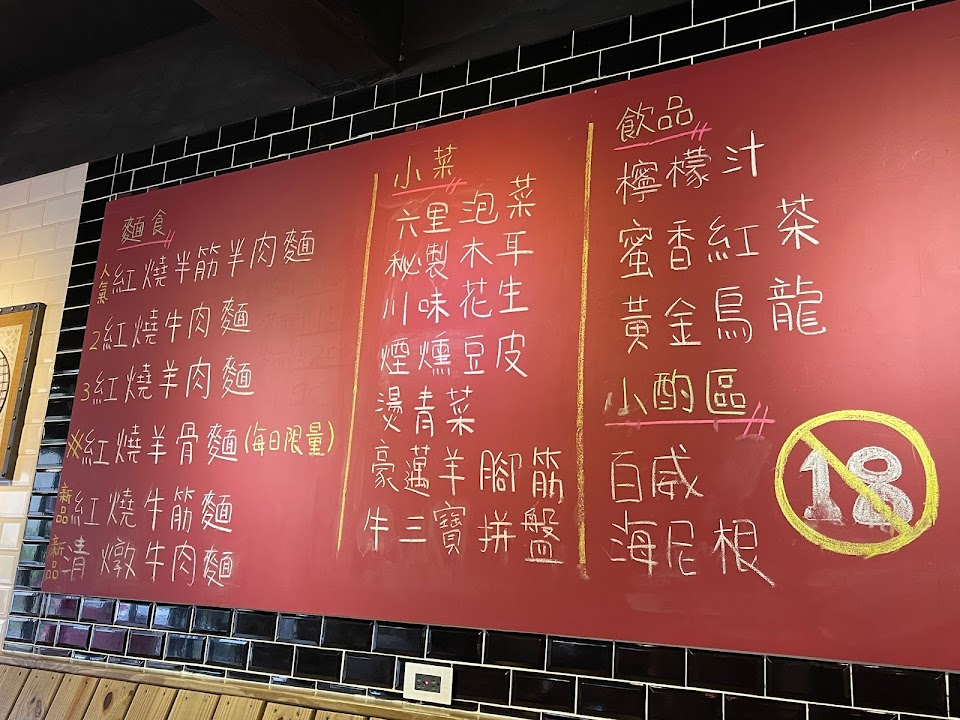 麵食
人氣 紅燒半筋半肉麵
2 紅燒牛肉麵
3 紅燒羊肉麵
※紅燒羊骨麵(每日限量)
新品 紅燒牛筋麵
新品 清燉牛肉麵
小菜
六里泡菜
秘製木耳
川味花生
煙燻豆皮
燙青菜
豪邁羊腳筋
牛三寶拼盤
飲品
檸檬汁
蜜香紅茶
黃金烏龍
小酌區
百威
海尼根
18